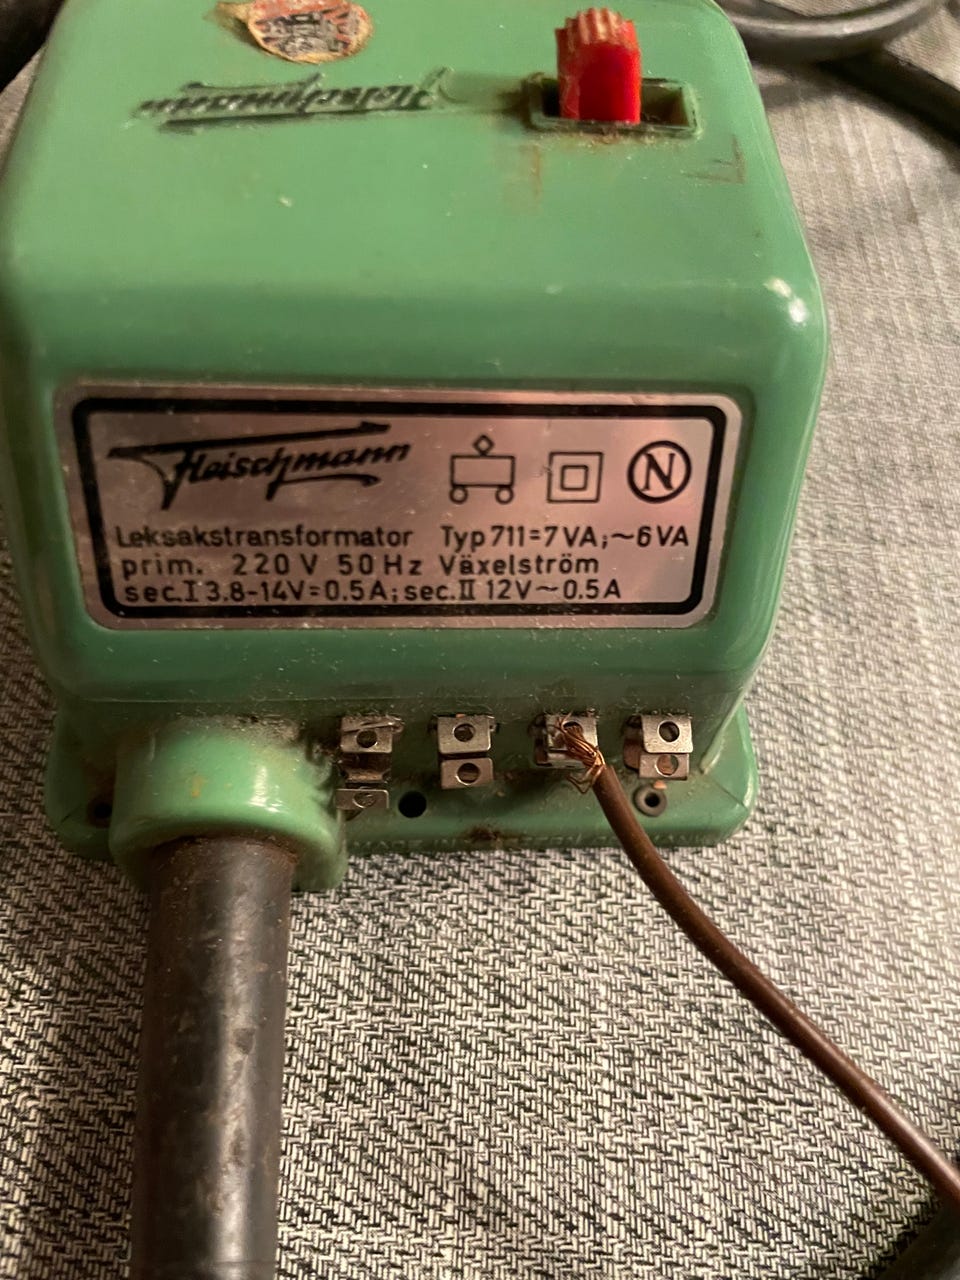 Fleischmann
Fleischmann
N
Leksakstransformator Typ 711=7VA;~6VA
prim. 220 V 50 Hz Växelström
sec.I 3.8-14V=0.5A; sec.II 12V~0.5A